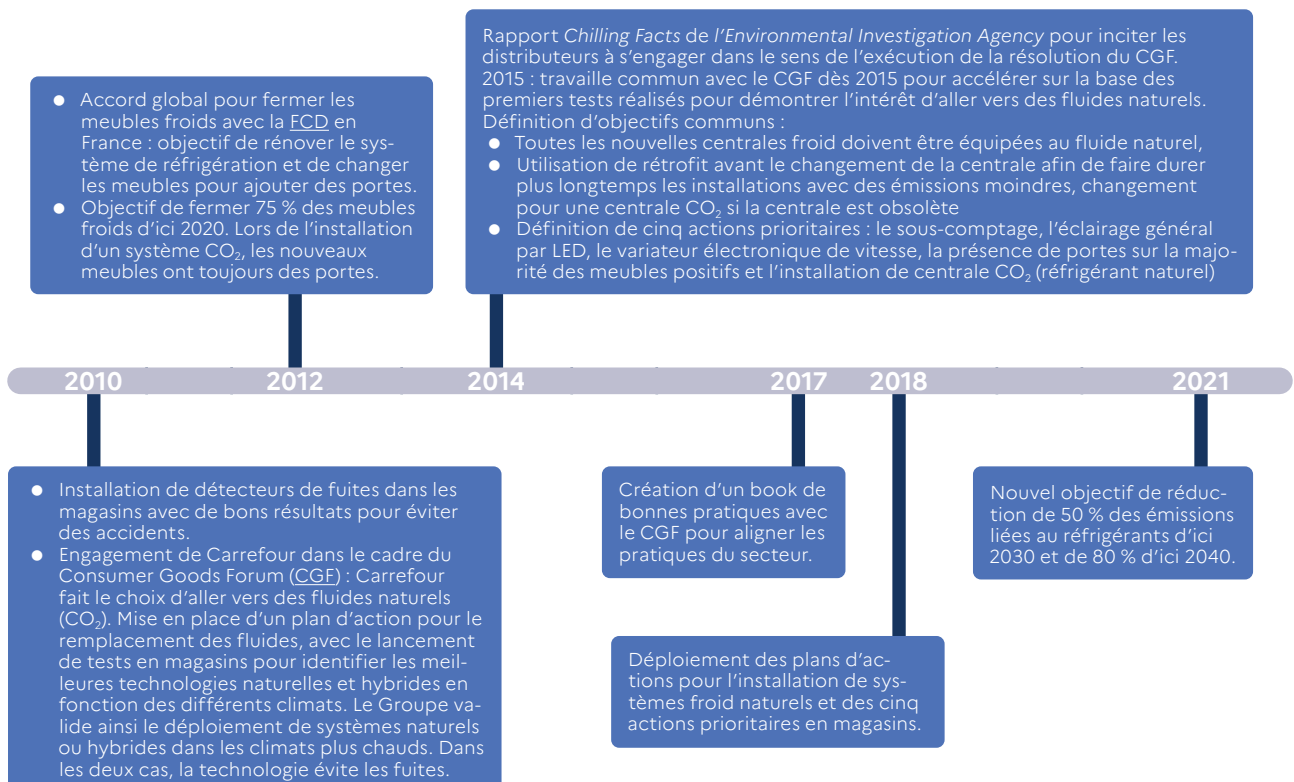 Rapport Chilling Facts de l'Environmental Investigation Agency pour inciter les
distributeurs à s'engager dans le sens de l'exécution de la résolution du CGF.
2015 : travaille commun avec le CGF dès 2015 pour accélérer sur la base des
premiers tests réalisés pour démontrer l'intérêt d'aller vers des fluides naturels.
Définition d'objectifs communs :
● Toutes les nouvelles centrales froid doivent être équipées au fluide naturel,
● Utilisation de rétrofit avant le changement de la centrale afin de faire durer
plus longtemps les installations avec des émissions moindres, changement
pour une centrale CO₂ si la centrale est obsolète
● Définition de cinq actions prioritaires : le sous-comptage, l'éclairage général
par LED, le variateur électronique de vitesse, la présence de portes sur la majo-
rité des meubles positifs et l'installation de centrale CO₂ (réfrigérant naturel)
● Accord global pour fermer les
meubles froids avec la FCD en
France : objectif de rénover le sys-
tème de réfrigération et de changer
les meubles pour ajouter des portes.
● Objectif de fermer 75 % des meubles
froids d'ici 2020. Lors de l'installation
d'un système CO₂, les nouveaux
meubles ont toujours des portes.
2010 2012 2014 2017 2018 2021
● Installation de détecteurs de fuites dans les
magasins avec de bons résultats pour éviter
des accidents.
● Engagement de Carrefour dans le cadre du
Consumer Goods Forum (CGF) : Carrefour
fait le choix d'aller vers des fluides naturels
(CO₂). Mise en place d'un plan d'action pour le
remplacement des fluides, avec le lancement
de tests en magasins pour identifier les meil-
leures technologies naturelles et hybrides en
fonction des différents climats. Le Groupe va-
lide ainsi le déploiement de systèmes naturels
ou hybrides dans les climats plus chauds. Dans
les deux cas, la technologie évite les fuites.
Création d'un book de
bonnes pratiques avec
le CGF pour aligner les
pratiques du secteur.
Déploiement des plans d'ac-
tions pour l'installation de sys-
tèmes froid naturels et des cinq
actions prioritaires en magasins.
Nouvel objectif de réduc-
tion de 50 % des émissions
liées au réfrigérants d'ici
2030 et de 80 % d'ici 2040.